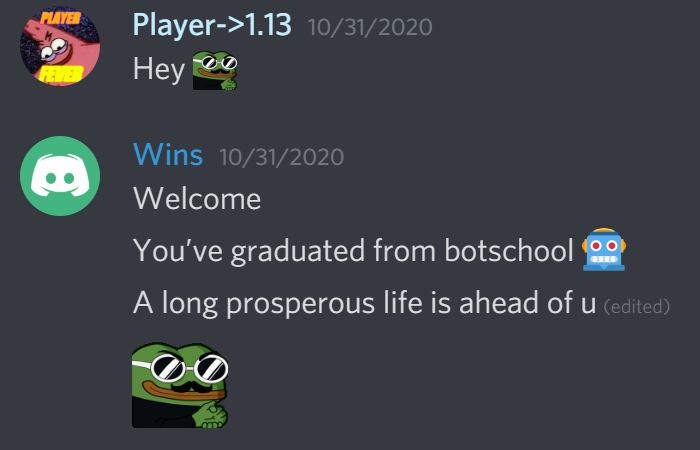 PLAYER
FEVER
Player->1.13 10/31/2020
Hey
Wins 10/31/2020
Welcome
You’ve graduated from botschool
A long prosperous life is ahead of u (edited)